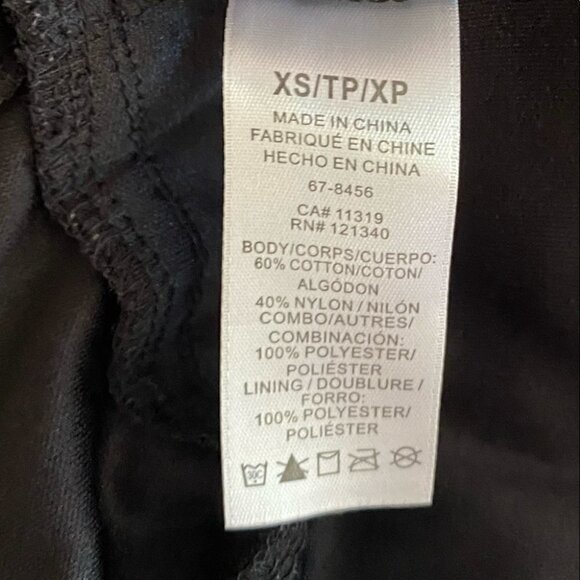 XS/TP/XP
MADE IN CHINA
FABRIQUÉ EN CHINE
HECHO EN CHINA
67-8456
CA# 11319
RN# 121340
BODY/CORPS/CUERPO:
60% COTTON/COTON/
ALGÓDON
40% NYLON / NILÓN
COMBO/AUTRES/
COMBINACIÓN:
100% POLYESTER/
POLIÉSTER
LINING / DOUBLURE /
FORRO:
100% POLYESTER/
POLIÉSTER
30C